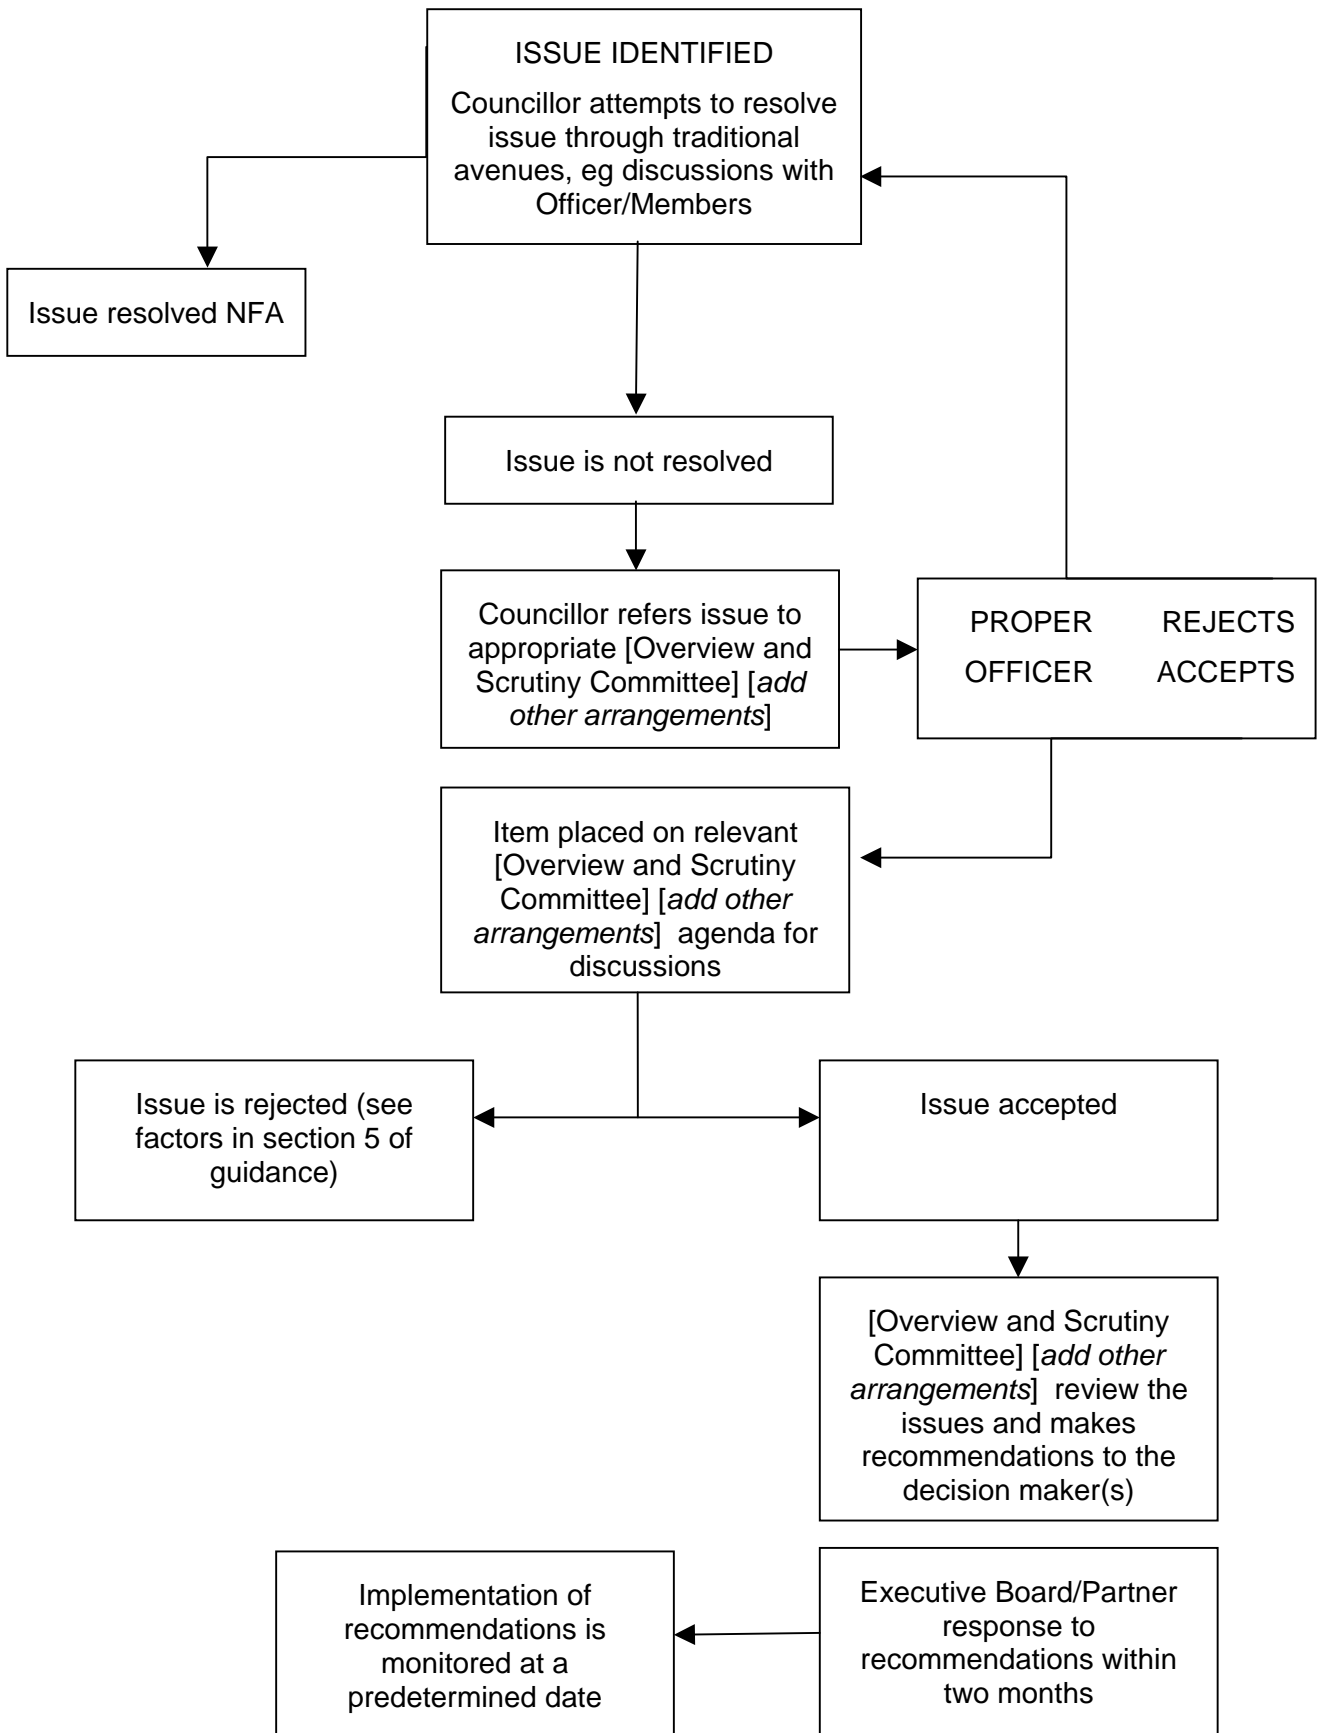 ISSUE IDENTIFIED
Councillor attempts to resolve
issue through traditional
avenues, eg discussions with
Officer/Members
Issue resolved NFA
Issue is not resolved
Councillor refers issue to
appropriate [Overview and
Scrutiny Committee] [add
other arrangements]
PROPER REJECTS
OFFICER ACCEPTS
Item placed on relevant
[Overview and Scrutiny
Committee] [add other
arrangements] agenda for
discussions
Issue is rejected (see
factors in section 5 of
guidance)
Issue accepted
[Overview and Scrutiny
Committee] [add other
arrangements] review the
issues and makes
recommendations to the
decision maker(s)
Implementation of
recommendations is
monitored at a
predetermined date
Executive Board/Partner
response to
recommendations within
two months